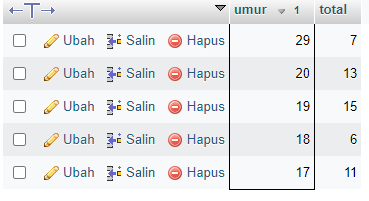 umur 1 total
Ubah Salin Hapus 29 7
Ubah Salin Hapus 20 13
Ubah Salin Hapus 19 15
Ubah Salin Hapus 18 6
Ubah Salin Hapus 17 11